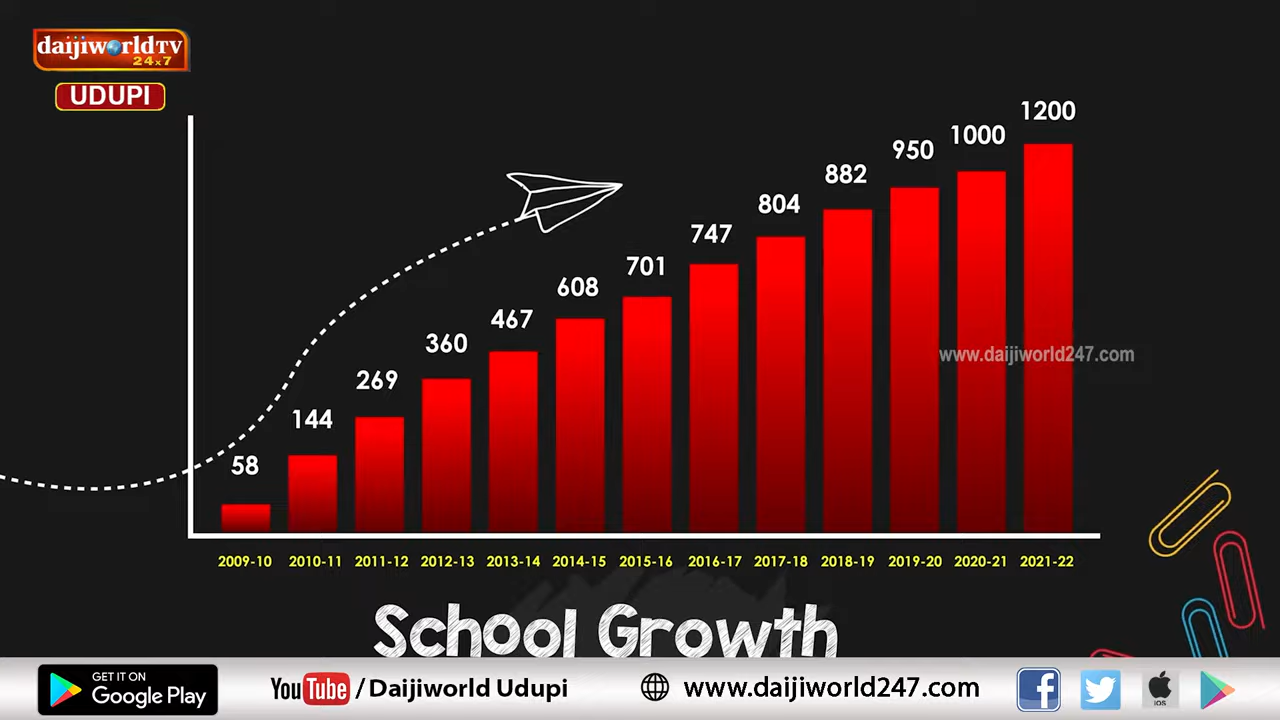 daijiworldTV
24x7
UDUPI
1200
1000
950
882
804
747
701
608
467
360
269
144
58
www.daijiworld247.com
2009-10 2010-11 2011-12 2012-13 2013-14 2014-15 2015-16 2016-17 2017-18 2018-19 2019-20 2020-21 2021-22
School Growth
GET IT ON
Google Play
YouTube /Daijiworld Udupi
www.daijiworld247.com
iOS